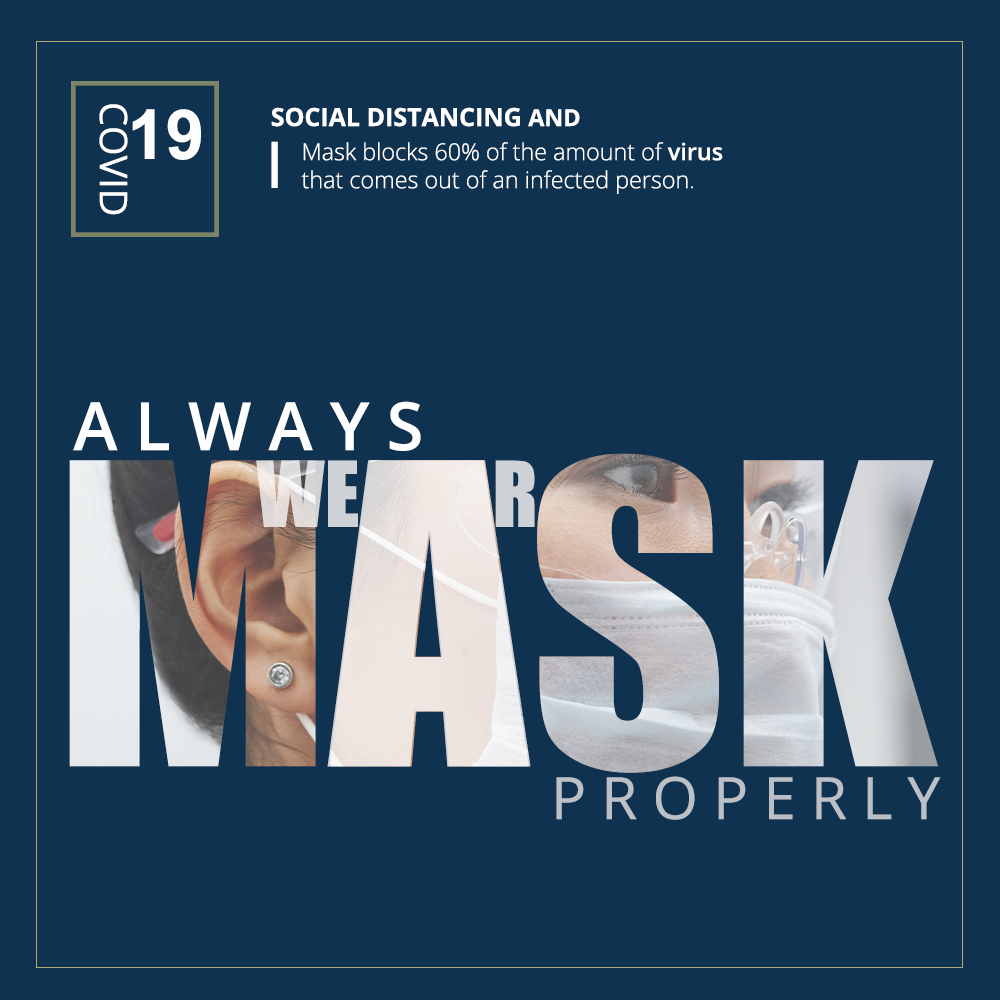 COVID
19
SOCIAL DISTANCING AND
Mask blocks 60% of the amount of virus
that comes out of an infected person.
ALWAYS
WEAR
MASK
PROPERLY